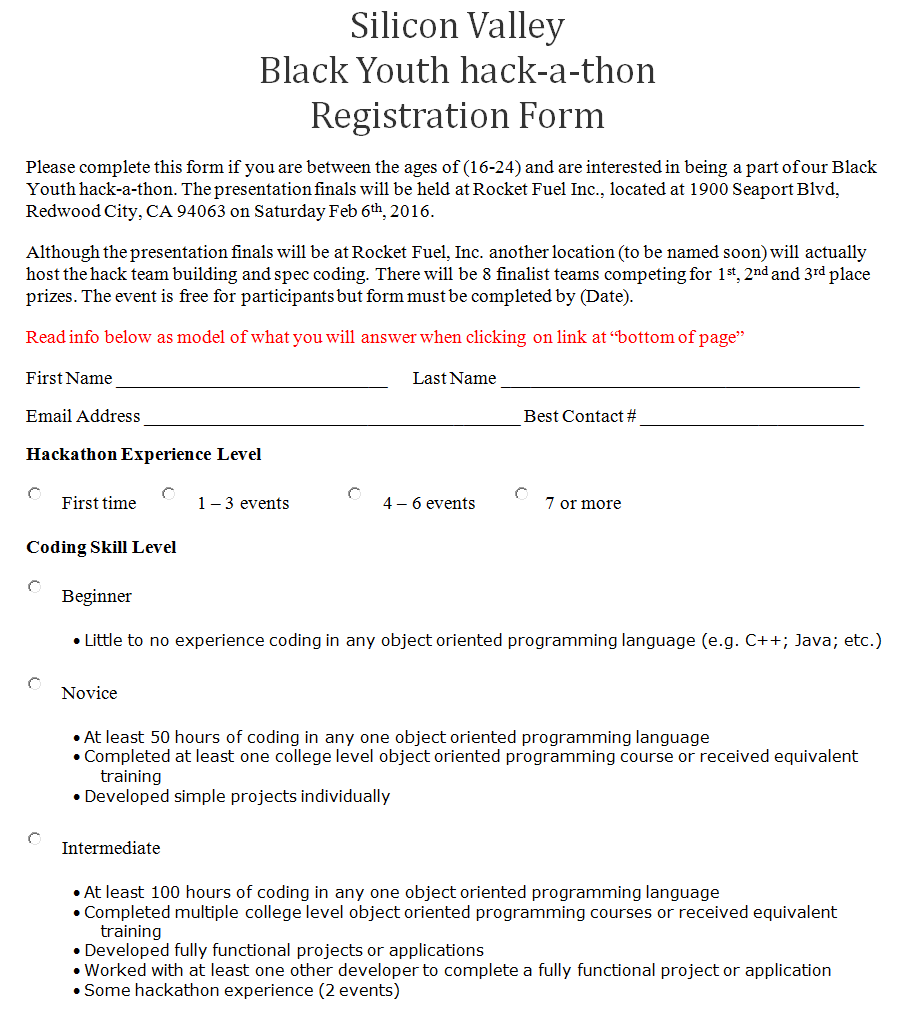 Silicon Valley
Black Youth hack-a-thon
Registration Form
Please complete this form if you are between the ages of (16-24) and are interested in being a part of our Black
Youth hack-a-thon. The presentation finals will be held at Rocket Fuel Inc., located at 1900 Seaport Blvd,
Redwood City, CA 94063 on Saturday Feb 6th, 2016.
Although the presentation finals will be at Rocket Fuel, Inc. another location (to be named soon) will actually
host the hack team building and spec coding. There will be 8 finalist teams competing for 1st, 2nd and 3rd place
prizes. The event is free for participants but form must be completed by (Date).
Read info below as model of what you will answer when clicking on link at “bottom of page”
First Name ______________________________ Last Name ________________________________________
Email Address __________________________________________ Best Contact # _________________________
Hackathon Experience Level
First time 1 – 3 events 4 – 6 events 7 or more
Coding Skill Level
Beginner
• Little to no experience coding in any object oriented programming language (e.g. C++; Java; etc.)
Novice
• At least 50 hours of coding in any one object oriented programming language
• Completed at least one college level object oriented programming course or received equivalent
training
• Developed simple projects individually
Intermediate
• At least 100 hours of coding in any one object oriented programming language
• Completed multiple college level object oriented programming courses or received equivalent
training
• Developed fully functional projects or applications
• Worked with at least one other developer to complete a fully functional project or application
• Some hackathon experience (2 events)